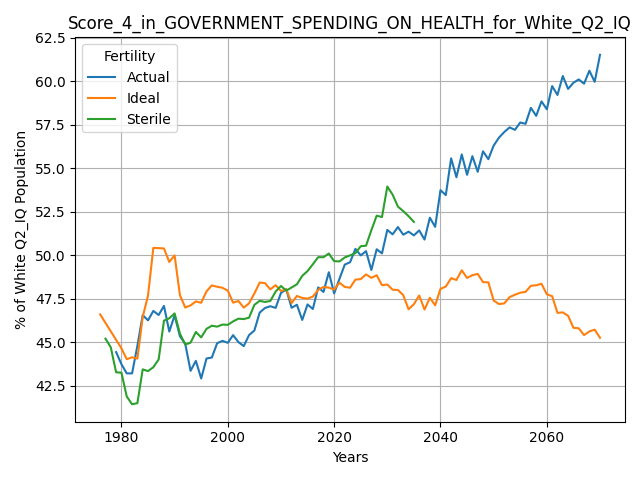 Score_4_in_GOVERNMENT_SPENDING_ON_HEALTH_for_White_Q2_IQ
Fertility
Actual
Ideal
Sterile
% of White Q2_IQ Population
62.5
60.0
57.5
55.0
52.5
50.0
47.5
45.0
42.5
1980 2000 2020 2040 2060
Years